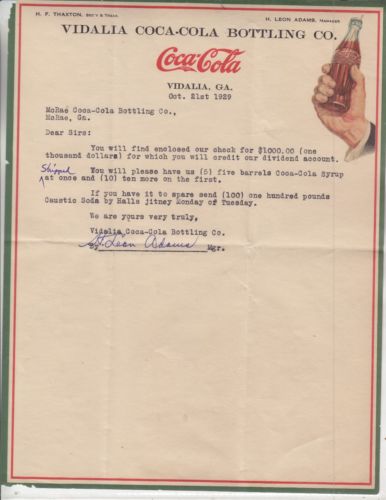 H. F. THAXTON, SEC'Y & TREAS.
H. LEON ADAMS, MANAGER
VIDALIA COCA-COLA BOTTLING CO.
Coca-Cola
VIDALIA, GA.
Oct. 21st 1929
McRae Coca-Cola Bottling Co.,
McRae, Ga.
Dear Sirs:
You will find enclosed our check for $1000.00 (one
thousand dollars) for which you will credit our dividend account.
Shipped
You will please have us (5) five barrels Coca-Cola Syrup
at once and (10) ten more on the first.
If you have it to spare send (100) one hundred pounds
Caustic Soda by Halls jitney Monday of Tuesday.
We are yours very truly,
Vidalia Coca-Cola Bottling Co.
By H. Leon Adams Mgr.